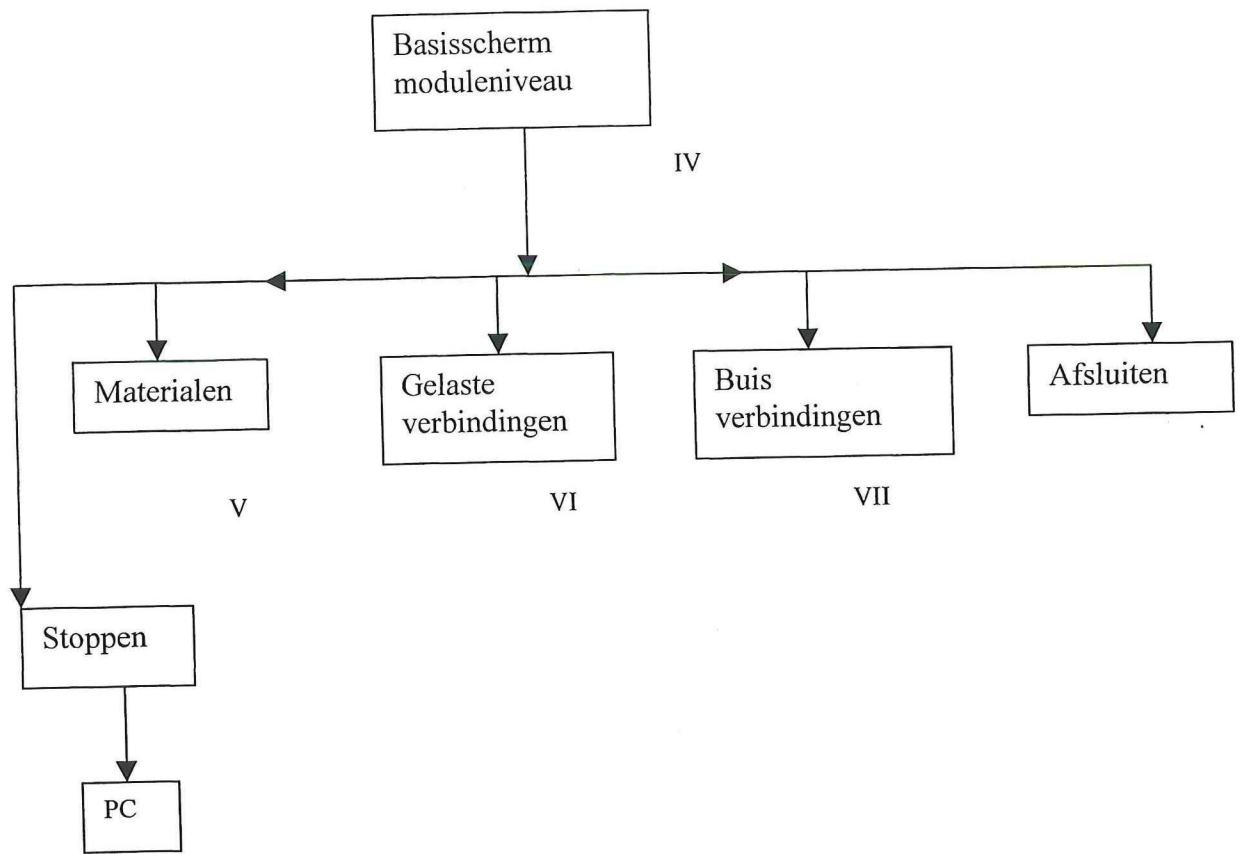 Basisscherm
moduleniveau
IV
Materialen
Gelaste
verbindingen
Buis
verbindingen
Afsluiten
V
VI
VII
Stoppen
PC